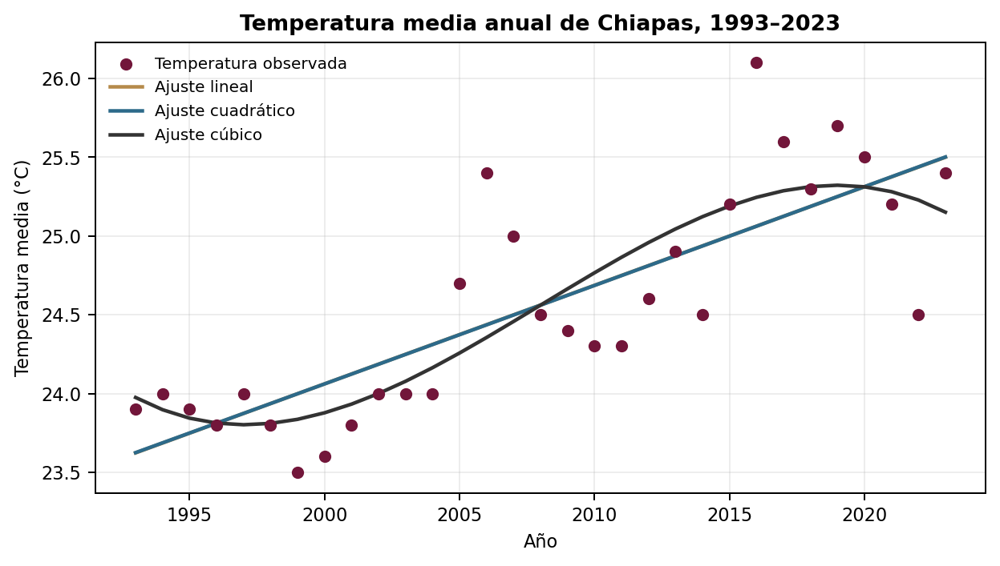 Temperatura media anual de Chiapas, 1993–2023
Temperatura observada
Ajuste lineal
Ajuste cuadrático
Ajuste cúbico
Temperatura media (°C)
26.0
25.5
25.0
24.5
24.0
23.5
1995 2000 2005 2010 2015 2020
Año